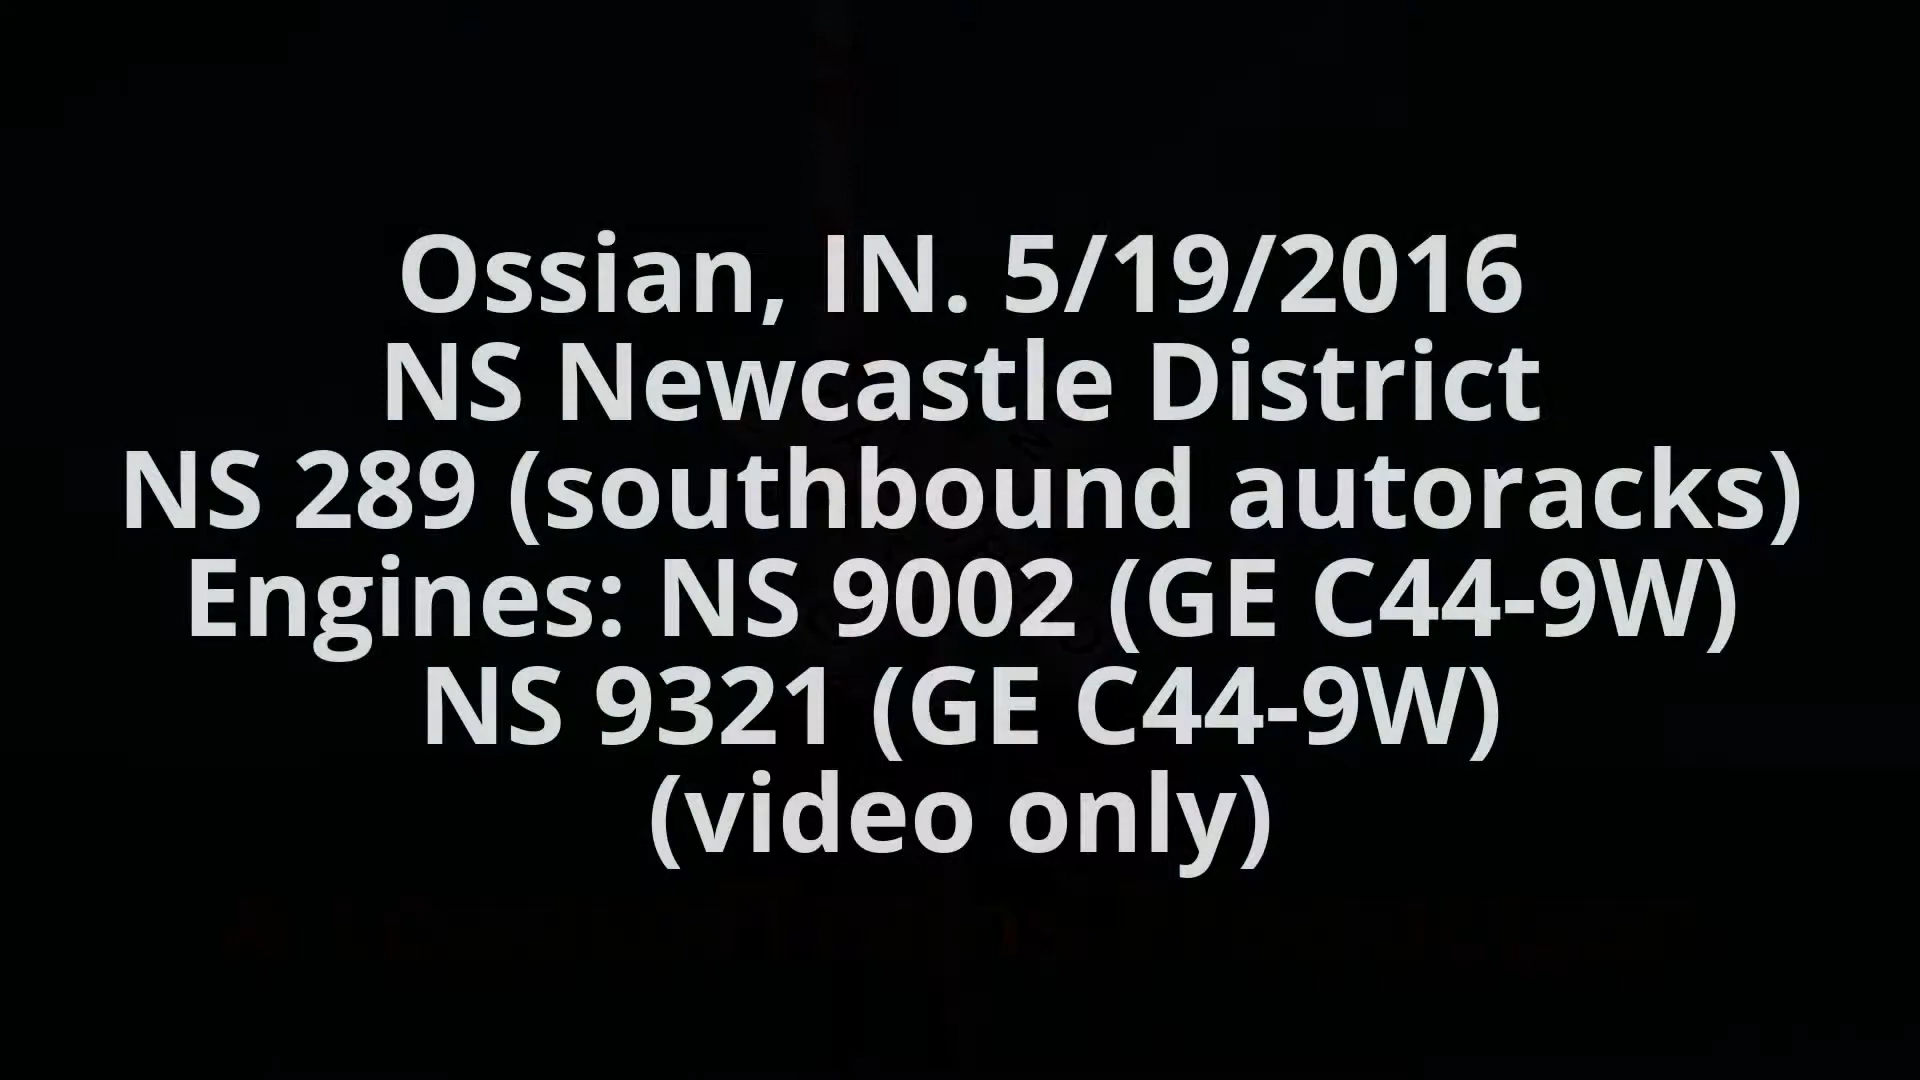 Ossian, IN. 5/19/2016
NS Newcastle District
NS 289 (southbound autoracks)
Engines: NS 9002 (GE C44-9W)
NS 9321 (GE C44-9W)
(video only)